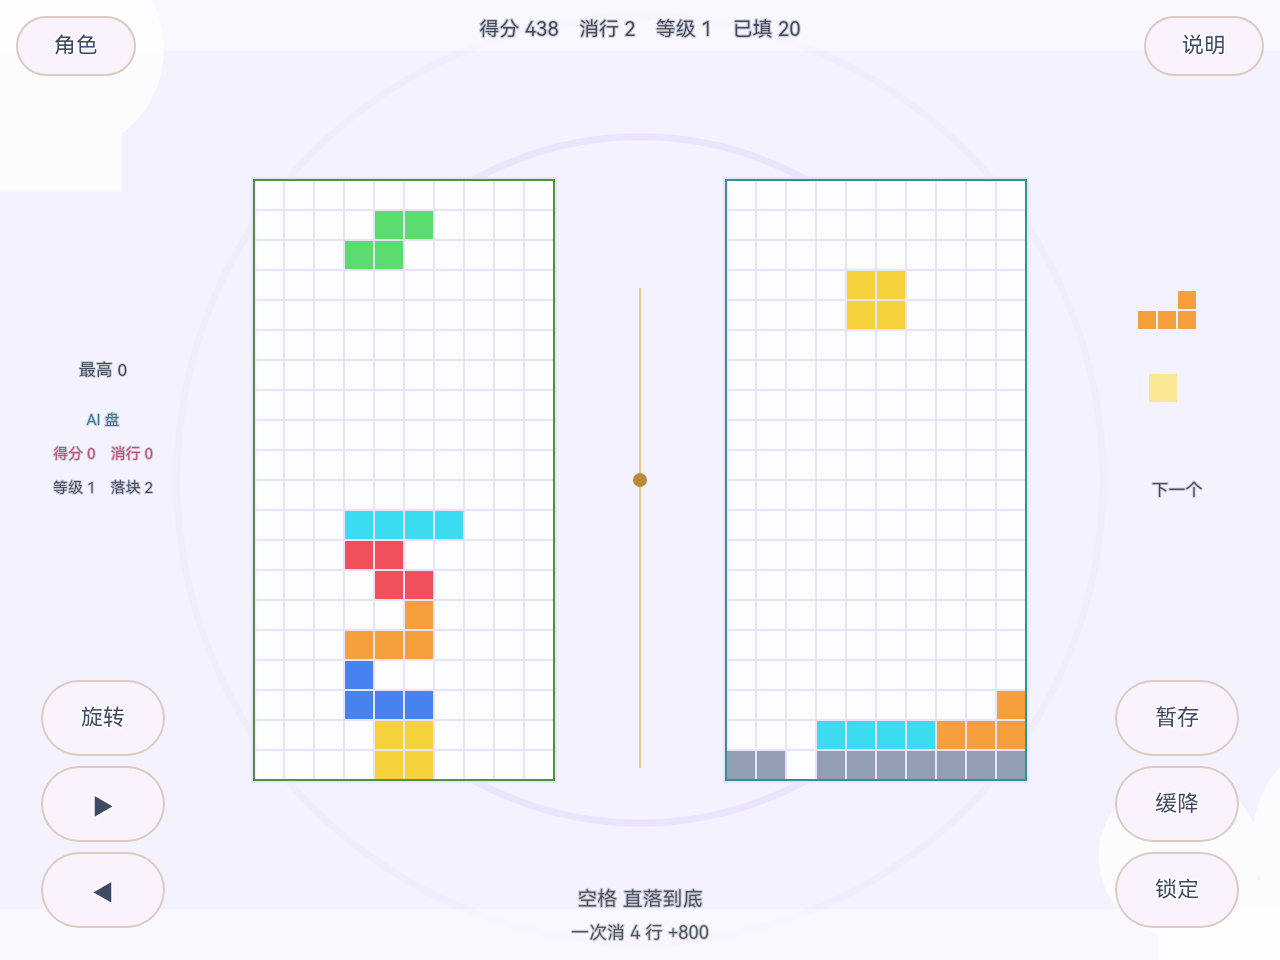 得分 438 消行 2 等级 1 已填 20
角色
说明
最高 0
AI 盘
得分 0 消行 0
等级 1 落块 2
下一个
旋转
暂存
缓降
锁定
空格 直落到底
一次消 4 行 +800